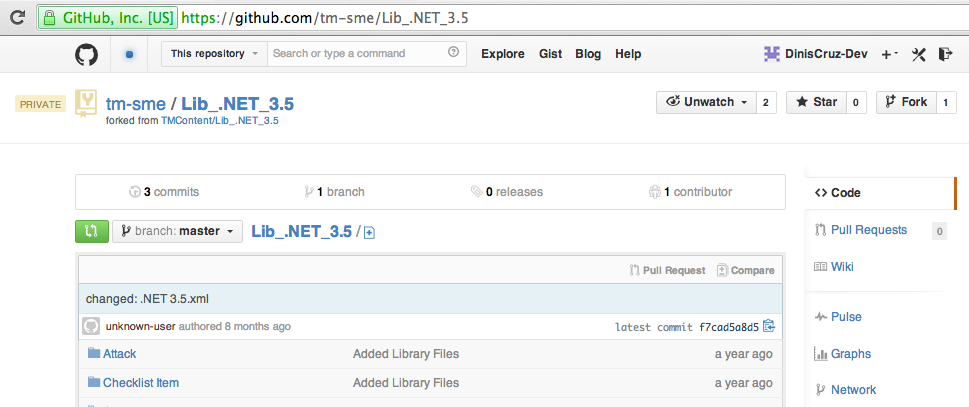 GitHub, Inc. [US] https://github.com/tm-sme/Lib_.NET_3.5
This repository Search or type a command Explore Gist Blog Help DinisCruz-Dev
PRIVATE tm-sme / Lib_.NET_3.5 Unwatch 2 Star 0 Fork 1
forked from TMContent/Lib_.NET_3.5
3 commits 1 branch 0 releases 1 contributor
branch: master Lib_.NET_3.5 /
Pull Request Compare
changed: .NET 3.5.xml
unknown-user authored 8 months ago latest commit f7cad5a8d5
Attack Added Library Files a year ago
Checklist Item Added Library Files a year ago
Code
Pull Requests 0
Wiki
Pulse
Graphs
Network